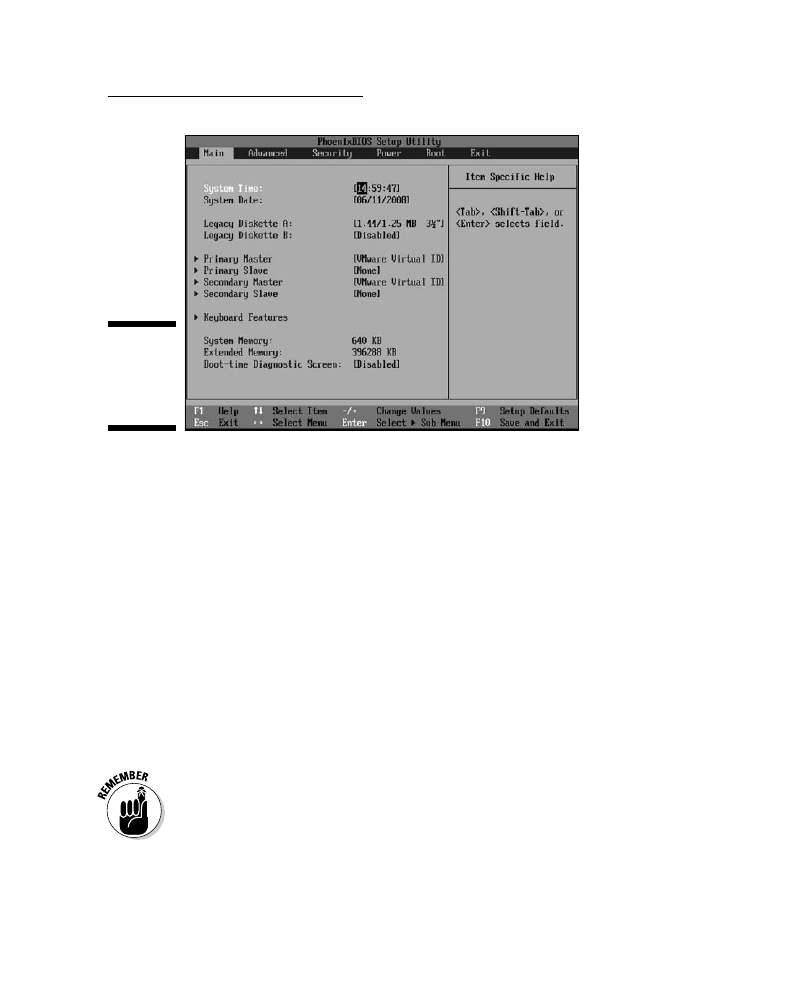 PhoenixBIOS Setup Utility
Main Advanced Security Power Boot Exit
Item Specific Help
System Time: [14:59:47]
System Date: [06/11/2008]
<Tab>, <Shift-Tab>, or
<Enter> selects field.
Legacy Diskette A: [1.44/1.25 MB 3½"]
Legacy Diskette B: [Disabled]
▶ Primary Master [VMware Virtual ID]
▶ Primary Slave [None]
▶ Secondary Master [VMware Virtual ID]
▶ Secondary Slave [None]
▶ Keyboard Features
System Memory: 640 KB
Extended Memory: 396288 KB
Boot-time Diagnostic Screen: [Disabled]
F1 Help ↑↓ Select Item -/+ Change Values F9 Setup Defaults
Esc Exit ↔ Select Menu Enter Select ▶ Sub-Menu F10 Save and Exit
REMEMBER